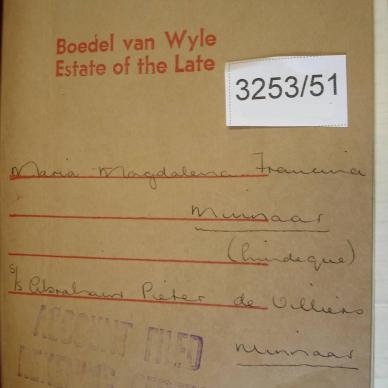 Boedel van Wyle
Estate of the Late
3253/51
Maria Magdalena Francina
Minnaar
(Lindeque)
s/s Abraham Pieter de Villiers
Minnaar
ACCOUNT FILED